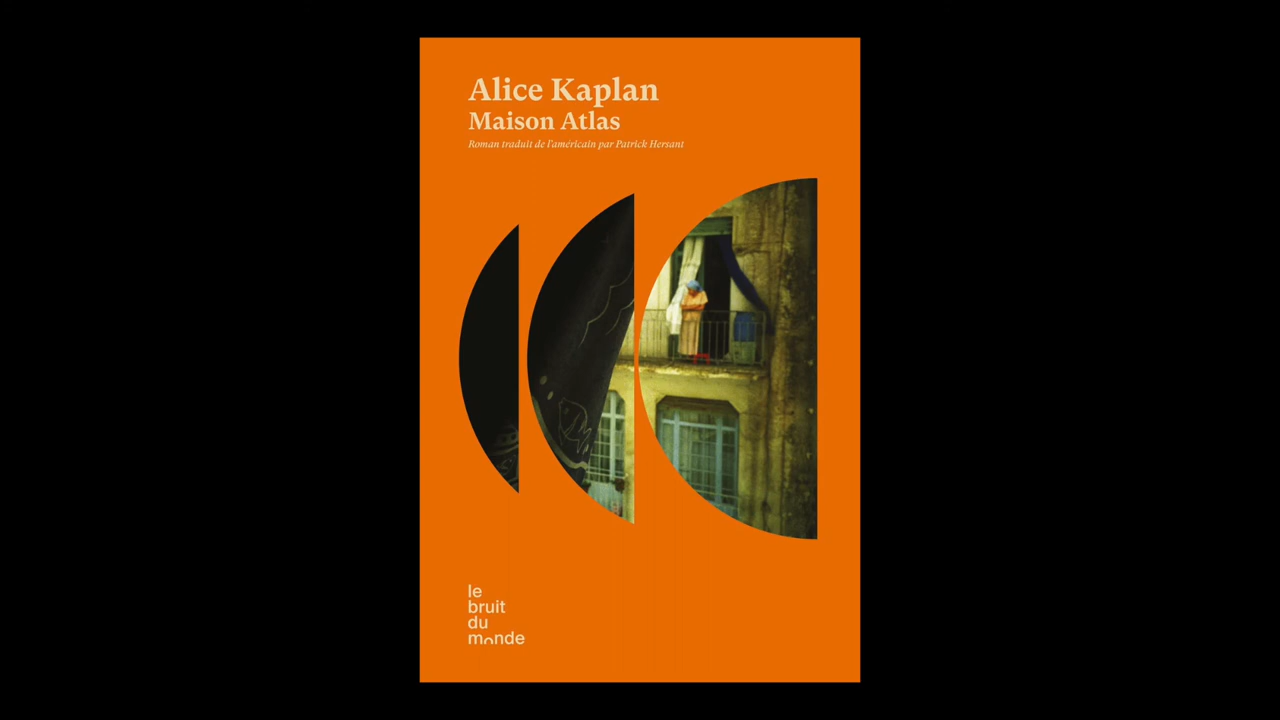 Alice Kaplan
Maison Atlas
Roman traduit de l'américain par Patrick Hersant
le
bruit
du
monde